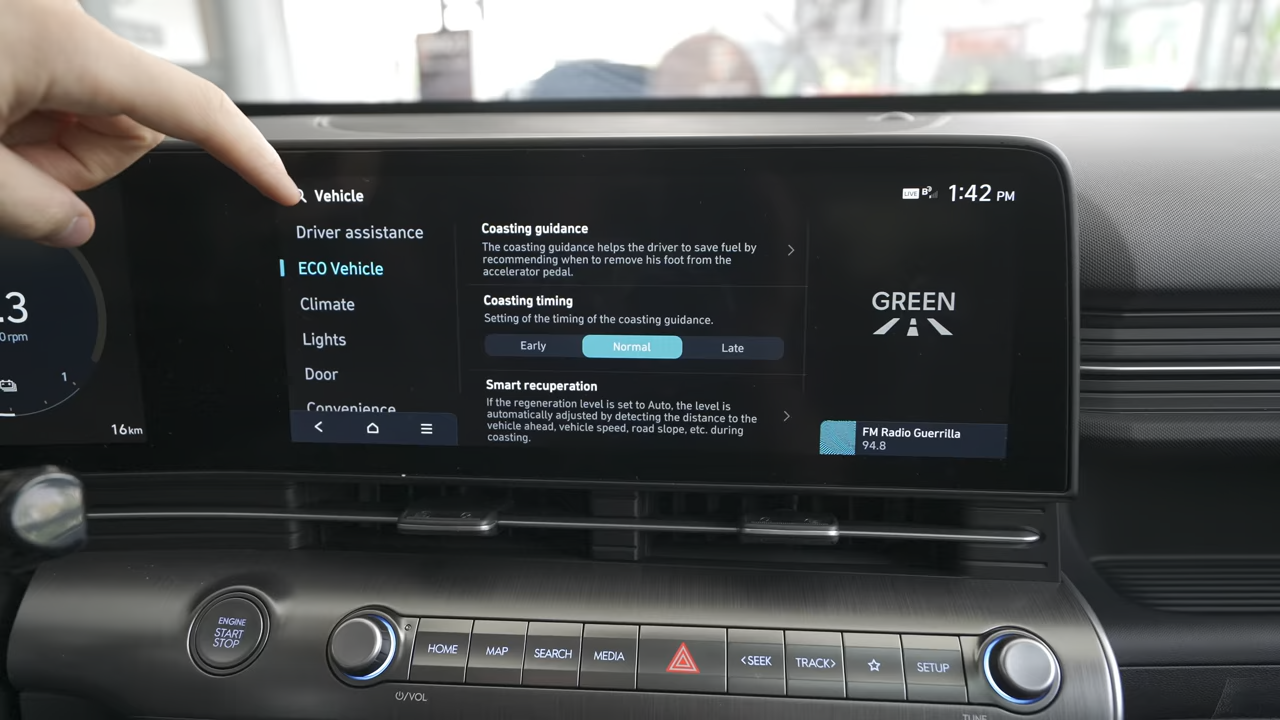 Vehicle
LIVE
1:42 PM
Driver assistance
ECO Vehicle
Climate
Lights
Door
Convenience
Coasting guidance
The coasting guidance helps the driver to save fuel by
recommending when to remove his foot from the
accelerator pedal.
Coasting timing
Setting of the timing of the coasting guidance.
Early
Normal
Late
Smart recuperation
If the regeneration level is set to Auto, the level is
automatically adjusted by detecting the distance to the
vehicle ahead, vehicle speed, road slope, etc. during
coasting.
GREEN
FM Radio Guerrilla
94.8
.3
0rpm
1
16km
ENGINE
START
STOP
/VOL
HOME
MAP
SEARCH
MEDIA
<SEEK
TRACK>
SETUP
TUNE